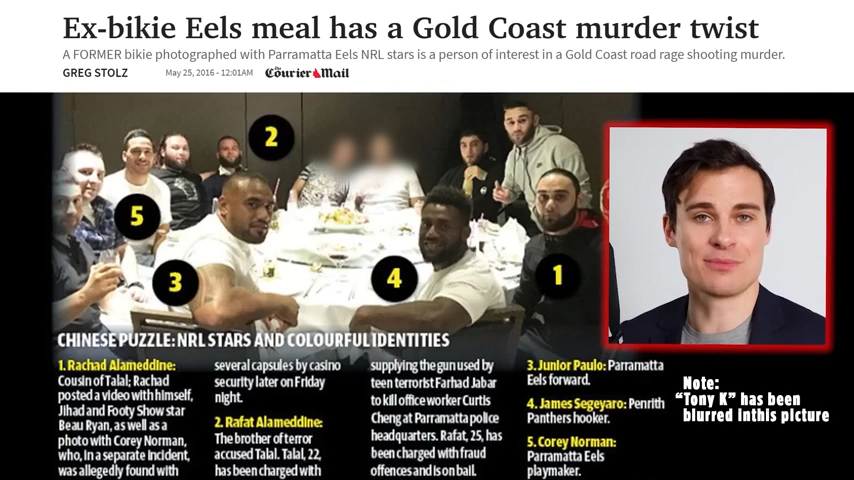 Ex-bikie Eels meal has a Gold Coast murder twist
A FORMER bikie photographed with Parramatta Eels NRL stars is a person of interest in a Gold Coast road rage shooting murder.
GREG STOLZ May 25, 2016 - 12:01AM The Courier Mail
2
5
3
4
1
CHINESE PUZZLE: NRL STARS AND COLOURFUL IDENTITIES
1. Rachad Alameddine:
Cousin of Talal; Rachad
posted a video with himself,
Jihad and Footy Show star
Beau Ryan, as well as a
photo with Corey Norman,
who, in a separate incident,
was allegedly found with
several capsules by casino
security later on Friday
night.
2. Rafat Alameddine:
The brother of terror
accused Talal. Talal, 22,
has been charged with
supplying the gun used by
teen terrorist Farhad Jabar
to kill office worker Curtis
Cheng at Parramatta police
headquarters. Rafat, 25, has
been charged with fraud
offences and is on bail.
3. Junior Paulo: Parramatta
Eels forward.
4. James Segeyaro: Penrith
Panthers hooker.
5. Corey Norman:
Parramatta Eels
playmaker.
Note:
“Tony K” has been
blurred inthis picture